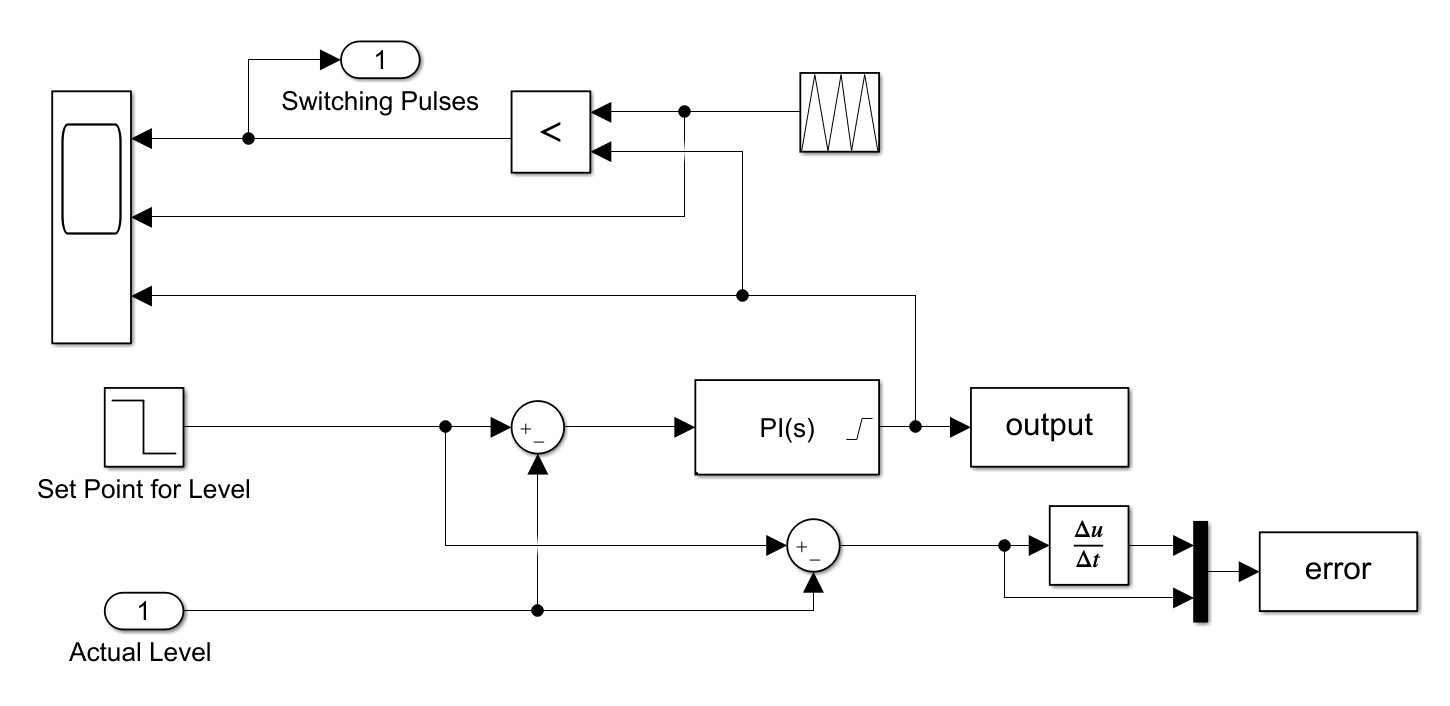 1
Switching Pulses
<
+
−
PI(s)
output
Set Point for Level
+
−
Δu
Δt
error
1
Actual Level